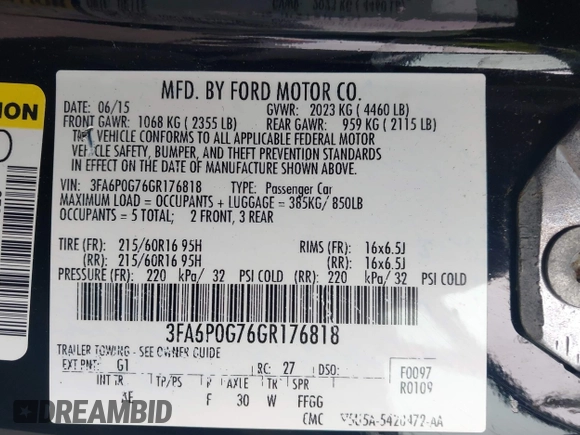 ION
MFD. BY FORD MOTOR CO.
DATE: 06/15 GVWR: 2023 KG ( 4460 LB)
FRONT GAWR: 1068 KG ( 2355 LB) REAR GAWR: 959 KG ( 2115 LB)
VEHICLE CONFORMS TO ALL APPLICABLE FEDERAL MOTOR
VEHICLE SAFETY, BUMPER, AND THEFT PREVENTION STANDARDS
IN EFFECT ON THE DATE OF MANUFACTURE SHOWN ABOVE.
VIN: 3FA6P0G76GR176818 TYPE: Passenger Car
MAXIMUM LOAD = OCCUPANTS + LUGGAGE = 385KG/ 850LB
OCCUPANTS = 5 TOTAL; 2 FRONT, 3 REAR
TIRE (FR): 215/60R16 95H RIMS (FR): 16x6.5J
(RR): 215/60R16 95H (RR): 16x6.5J
PRESSURE (FR): 220 kPa/ 32 PSI COLD (RR): 220 kPa/ 32 PSI COLD
3FA6P0G76GR176818
TRAILER TOWING - SEE OWNER GUIDE
EXT PNT: G1 RC: 27 DSO: F0097
INT TR TP/PS R AXLE TR SPR R0109
F 30 W FFGG
CMC
DREAMBID